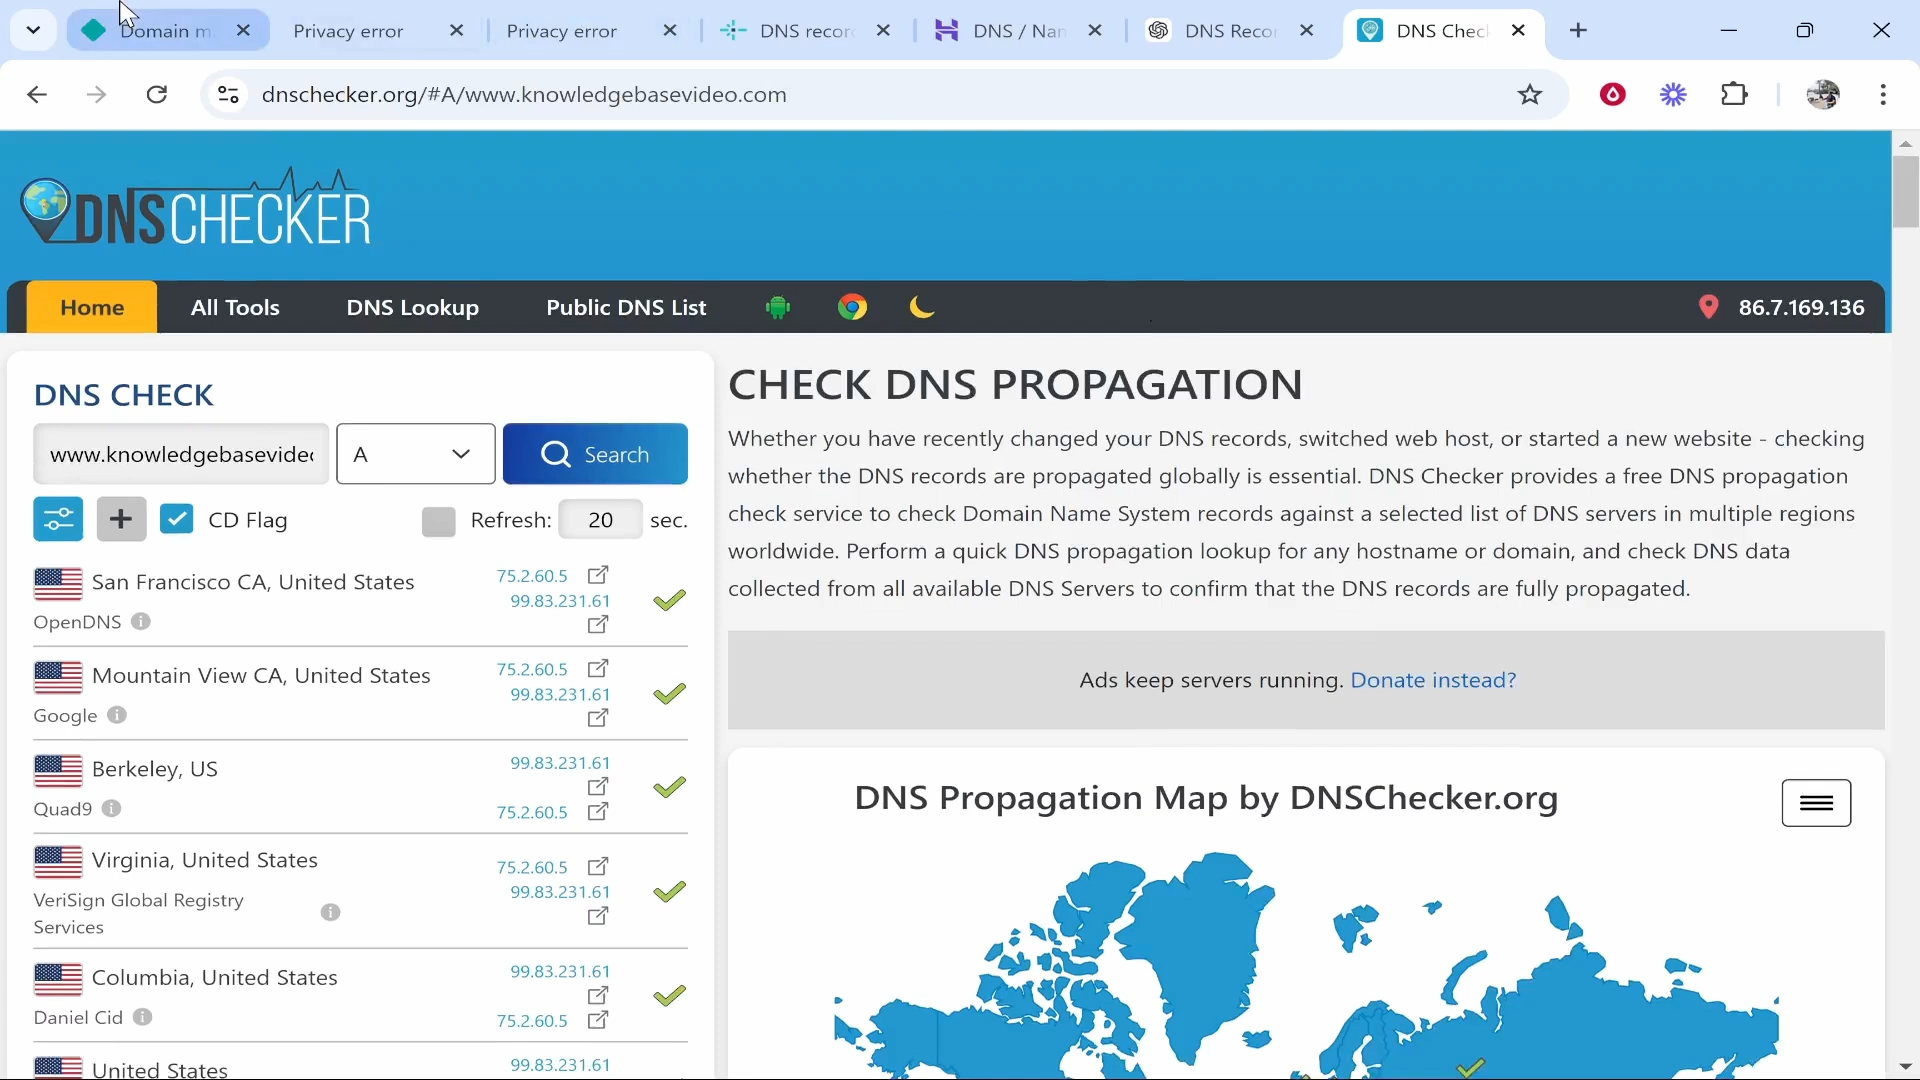 Domain m
Privacy error
Privacy error
DNS recor
DNS / Nam
DNS Recor
DNS Chec
dnschecker.org/#A/www.knowledgebasevideo.com
DNSCHECKER
Home
All Tools
DNS Lookup
Public DNS List
86.7.169.136
DNS CHECK
www.knowledgebasevideo
A
Search
CD Flag
Refresh:
20
sec.
San Francisco CA, United States
OpenDNS
75.2.60.5
99.83.231.61
Mountain View CA, United States
Google
75.2.60.5
99.83.231.61
Berkeley, US
Quad9
99.83.231.61
75.2.60.5
Virginia, United States
VeriSign Global Registry
Services
75.2.60.5
99.83.231.61
Columbia, United States
Daniel Cid
99.83.231.61
75.2.60.5
United States
99.83.231.61
CHECK DNS PROPAGATION
Whether you have recently changed your DNS records, switched web host, or started a new website - checking
whether the DNS records are propagated globally is essential. DNS Checker provides a free DNS propagation
check service to check Domain Name System records against a selected list of DNS servers in multiple regions
worldwide. Perform a quick DNS propagation lookup for any hostname or domain, and check DNS data
collected from all available DNS Servers to confirm that the DNS records are fully propagated.
Ads keep servers running. Donate instead?
DNS Propagation Map by DNSChecker.org